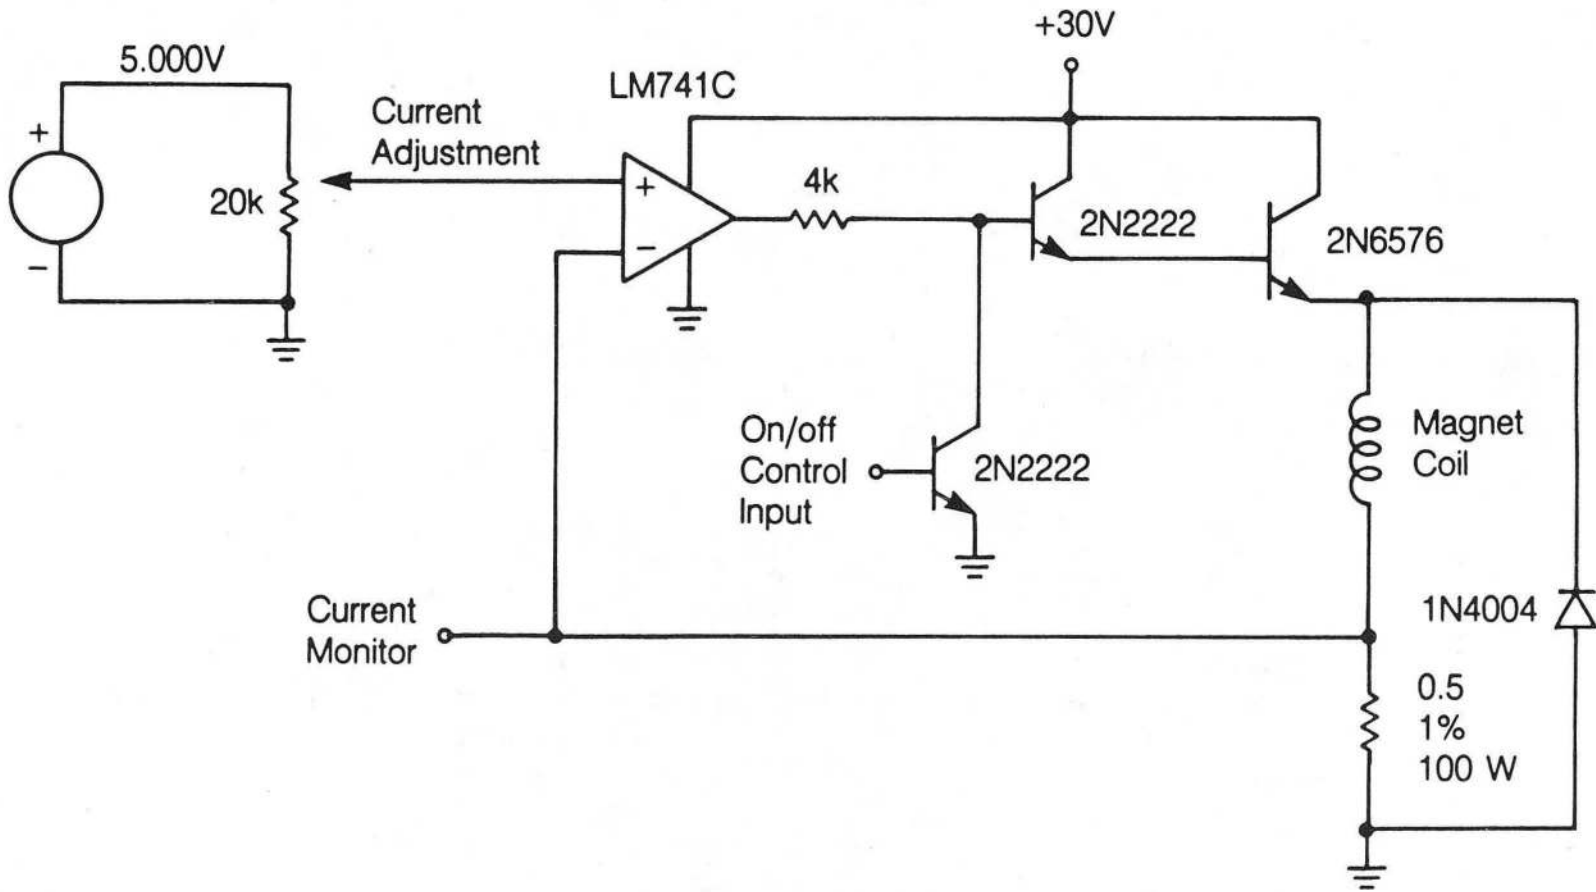 +30V
5.000V
LM741C
Current
Adjustment
+
20k
−
+
−
4k
2N2222
2N6576
On/off
Control
Input
2N2222
Magnet
Coil
Current
Monitor
1N4004
0.5
1%
100 W